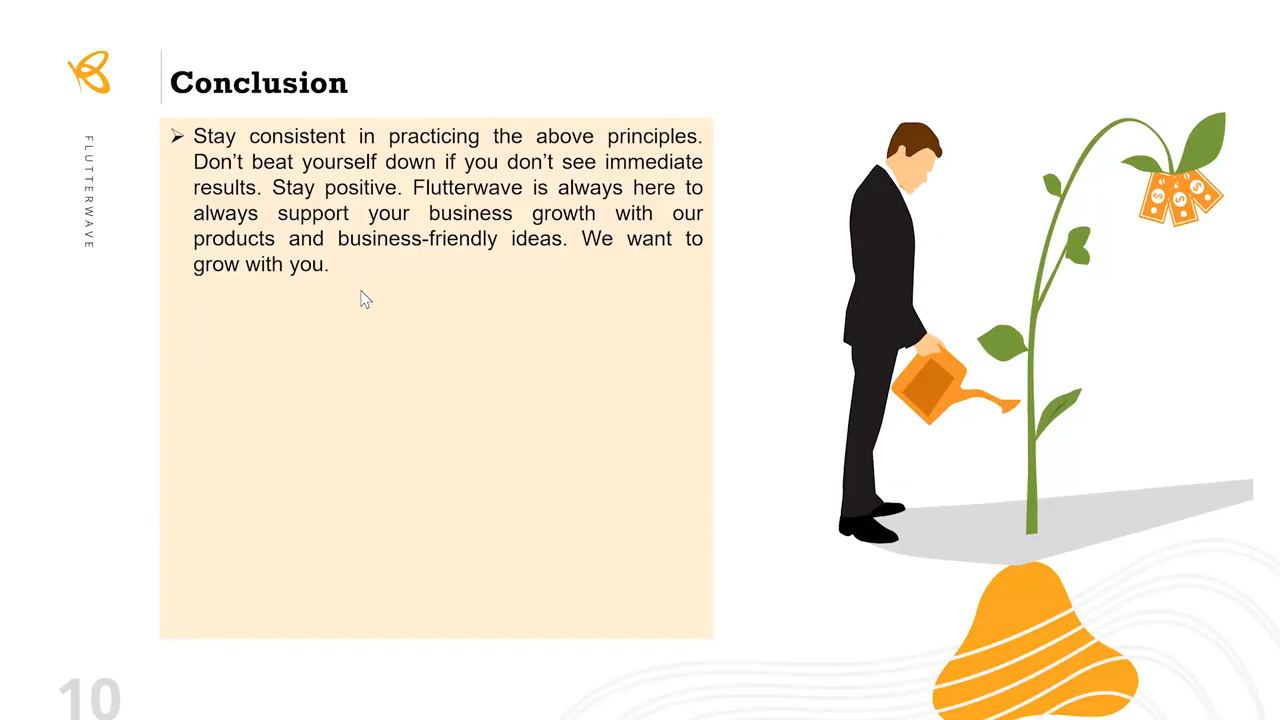 Conclusion
FLUTTERWAVE
➢ Stay consistent in practicing the above principles.
Don’t beat yourself down if you don’t see immediate
results. Stay positive. Flutterwave is always here to
always support your business growth with our
products and business-friendly ideas. We want to
grow with you.
10